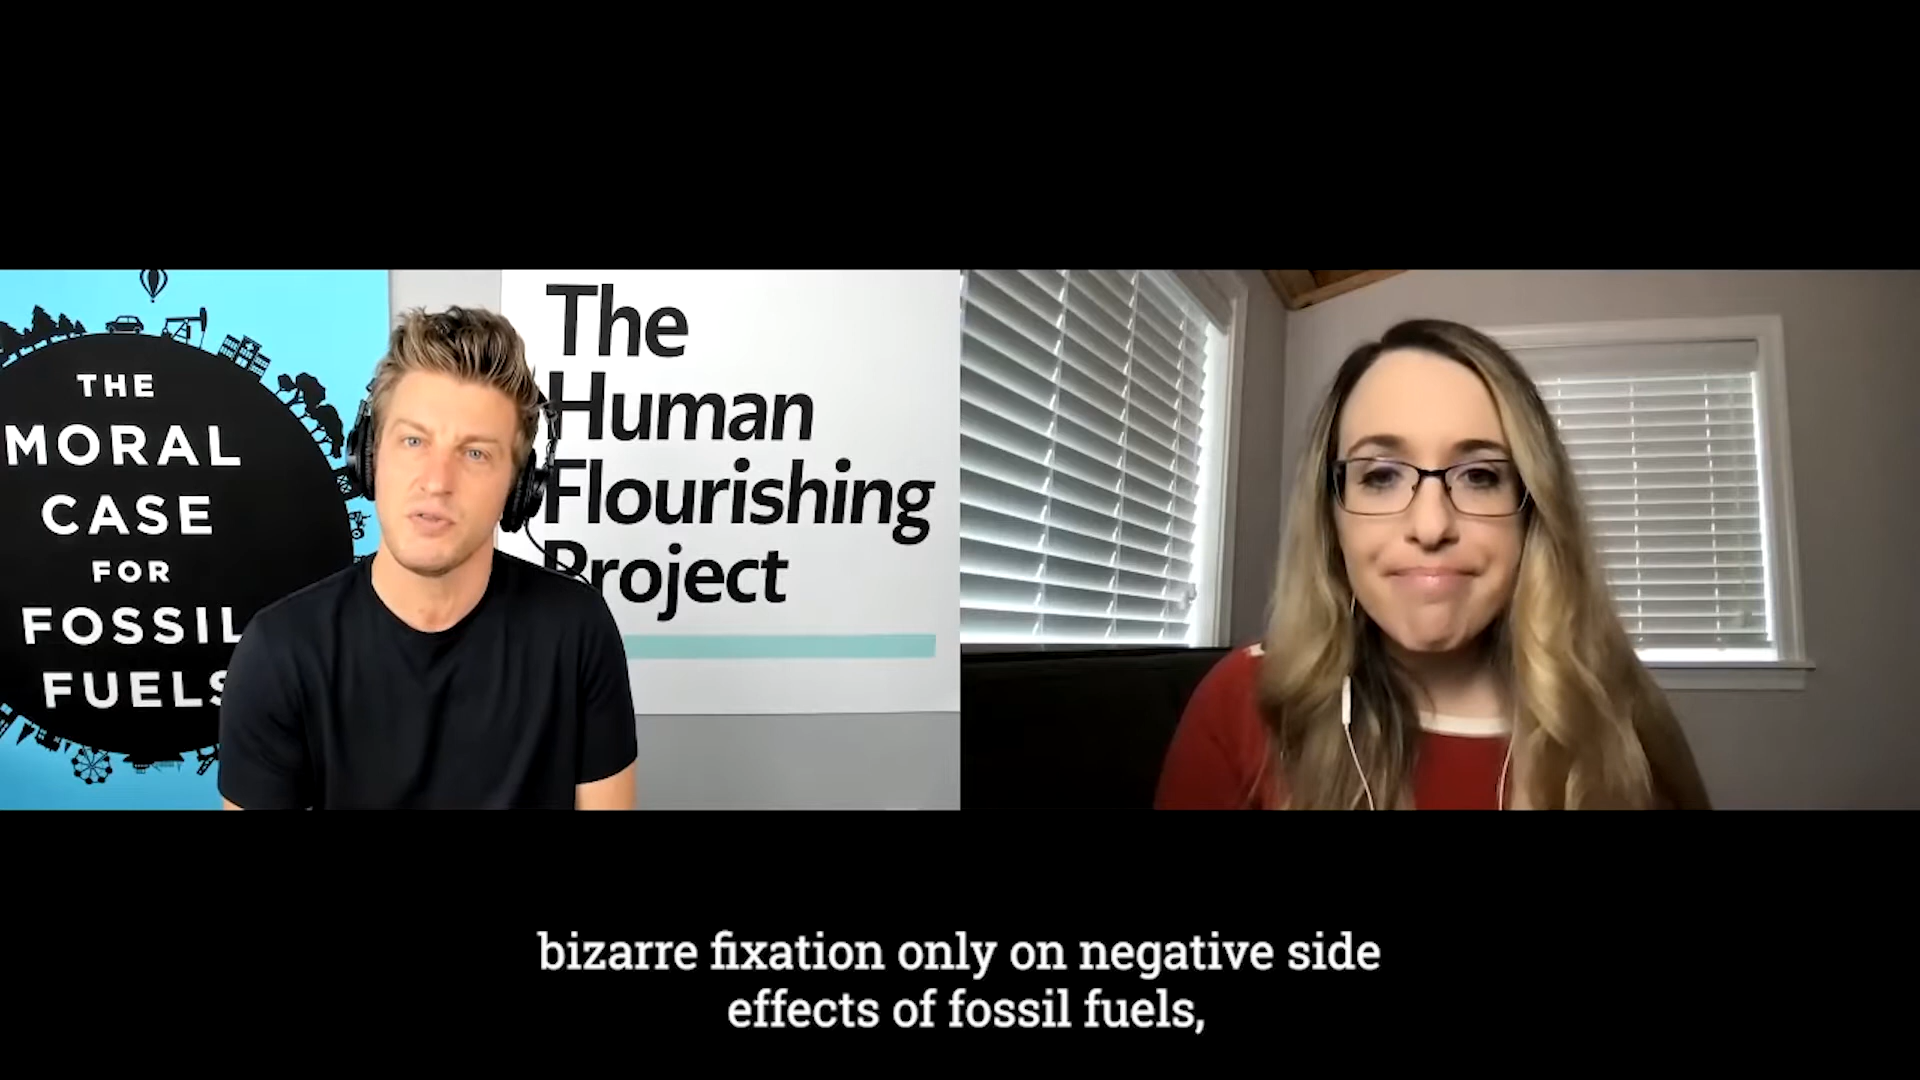 THE
MORAL
CASE
FOR
FOSSIL
FUELS
The
Human
Flourishing
Project
bizarre fixation only on negative side
effects of fossil fuels,